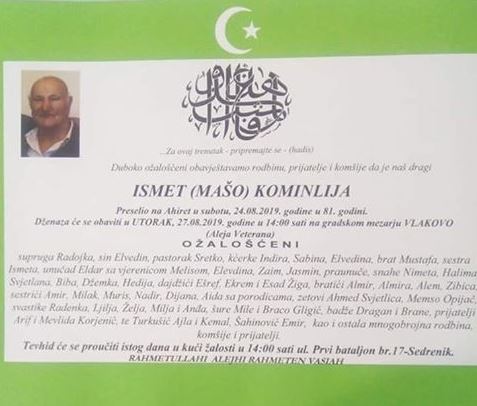 ...Za ovaj trenutak - pripremajte se - (hadis)
Duboko ožalošćeni obavještavamo rodbinu, prijatelje i komšije da je naš dragi
ISMET (MAŠO) KOMINLIJA
Preselio na Ahiret u subotu, 24.08.2019. godine u 81. godini.
Dženaza će se obaviti u UTORAK, 27.08.2019. godine u 14:00 sati na gradskom mezarju VLAKOVO
(Aleja Veterana)
OŽALOŠĆENI
supruga Radojka, sin Elvedin, pastorak Sretko, kćerke Indira, Sabina, Elvedina, brat Mustafa, sestra
Ismeta, unučad Eldar sa vjerenicom Melisom, Elevdina, Zaim, Jasmin, praunuče, snahe Nimeta, Halima,
Svjetlana, Biba, Džemka, Hedija, dajdžići Ešref, Ekrem i Esad Žiga, bratići Almir, Almira, Alem, Zibica,
sestrići Amir, Milak, Muris, Nadir, Dijana, Aida sa porodicama, zetovi Ahmed Svjetlica, Memso Opijač,
svastike Radenka, Ljilja, Želja, Milja i Anđa, šure Mile i Braco Gligić, badže Dragan i Brane, prijatelji
Arif i Mevlida Korjenić, te Turkušić Ajla i Kemal, Šahinović Emir, kao i ostala mnogobrojna rodbina,
komšije i prijatelji.
Tevhid će se proučiti istog dana u kući žalosti u 14:00 sati ul. Prvi bataljon br.17-Sedrenik.
RAHMETULLAHI ALEJHI RAHMETEN VASIAH